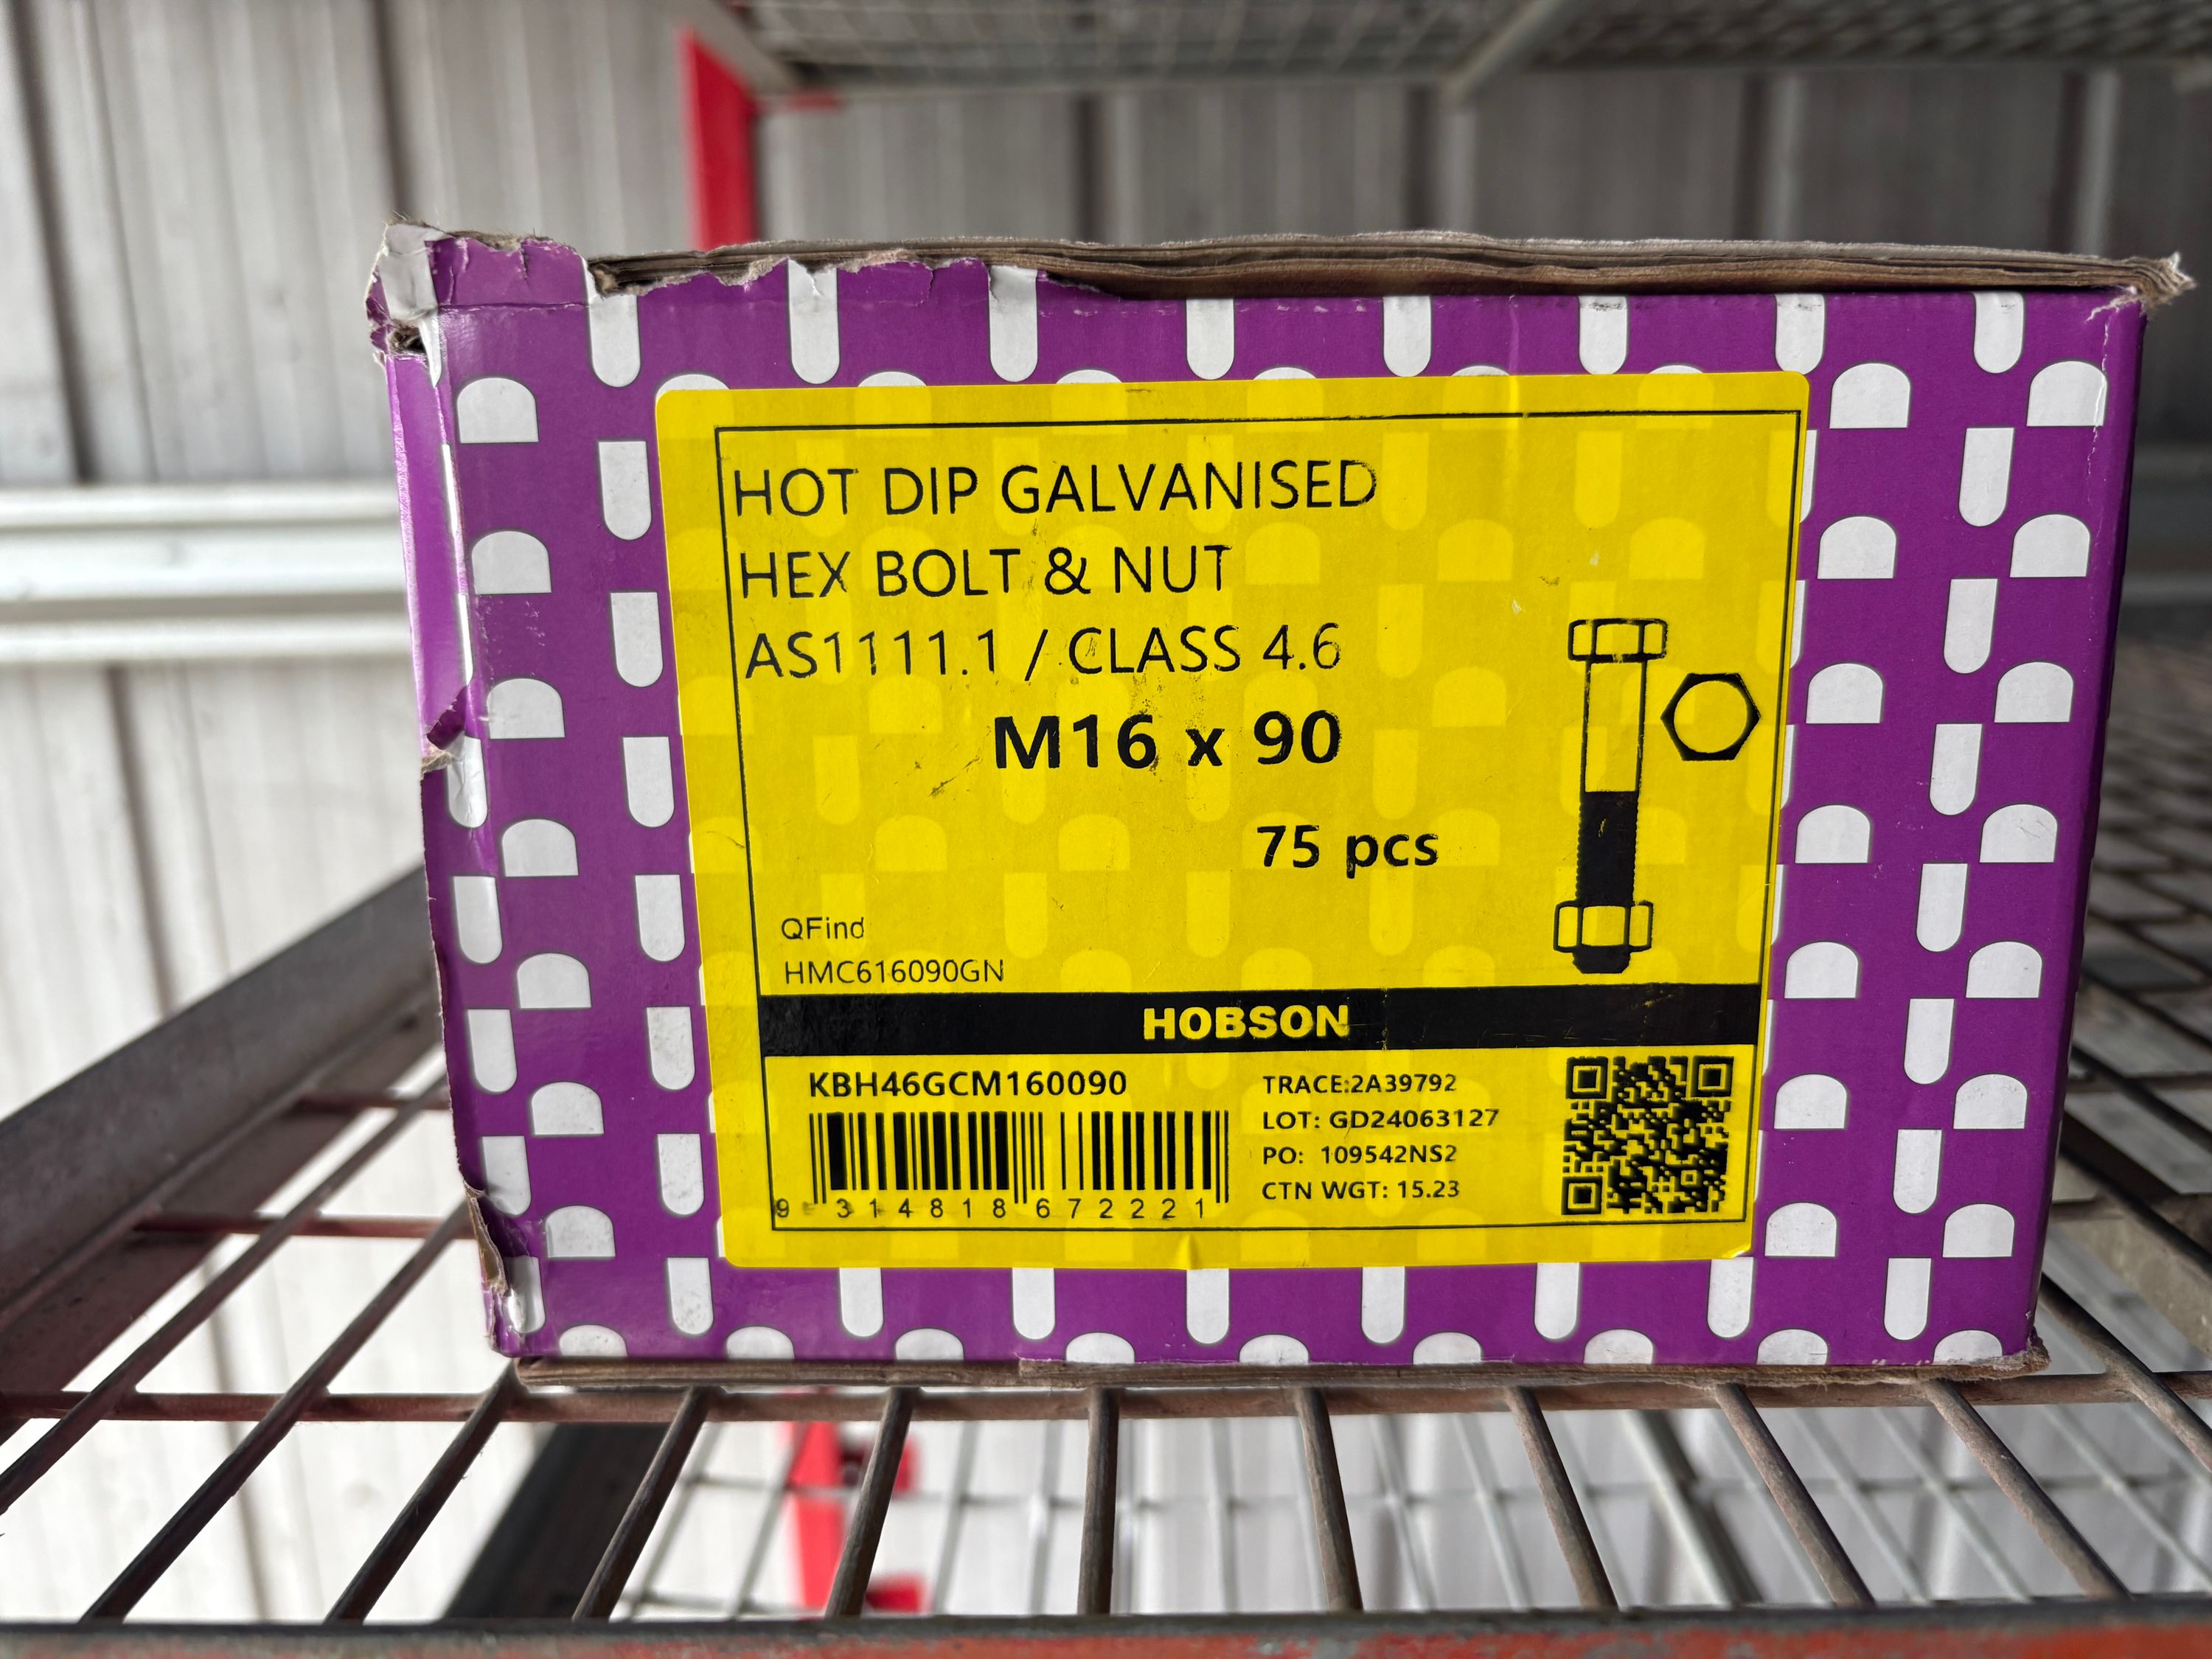 HOT DIP GALVANISED
HEX BOLT & NUT
AS1111.1 / CLASS 4.6
M16 x 90
75 pcs
QFind
HMC616090GN
HOBSON
KBH46GCM160090
9 314818 672221
TRACE:2A39792
LOT: GD24063127
PO: 109542NS2
CTN WGT: 15.23